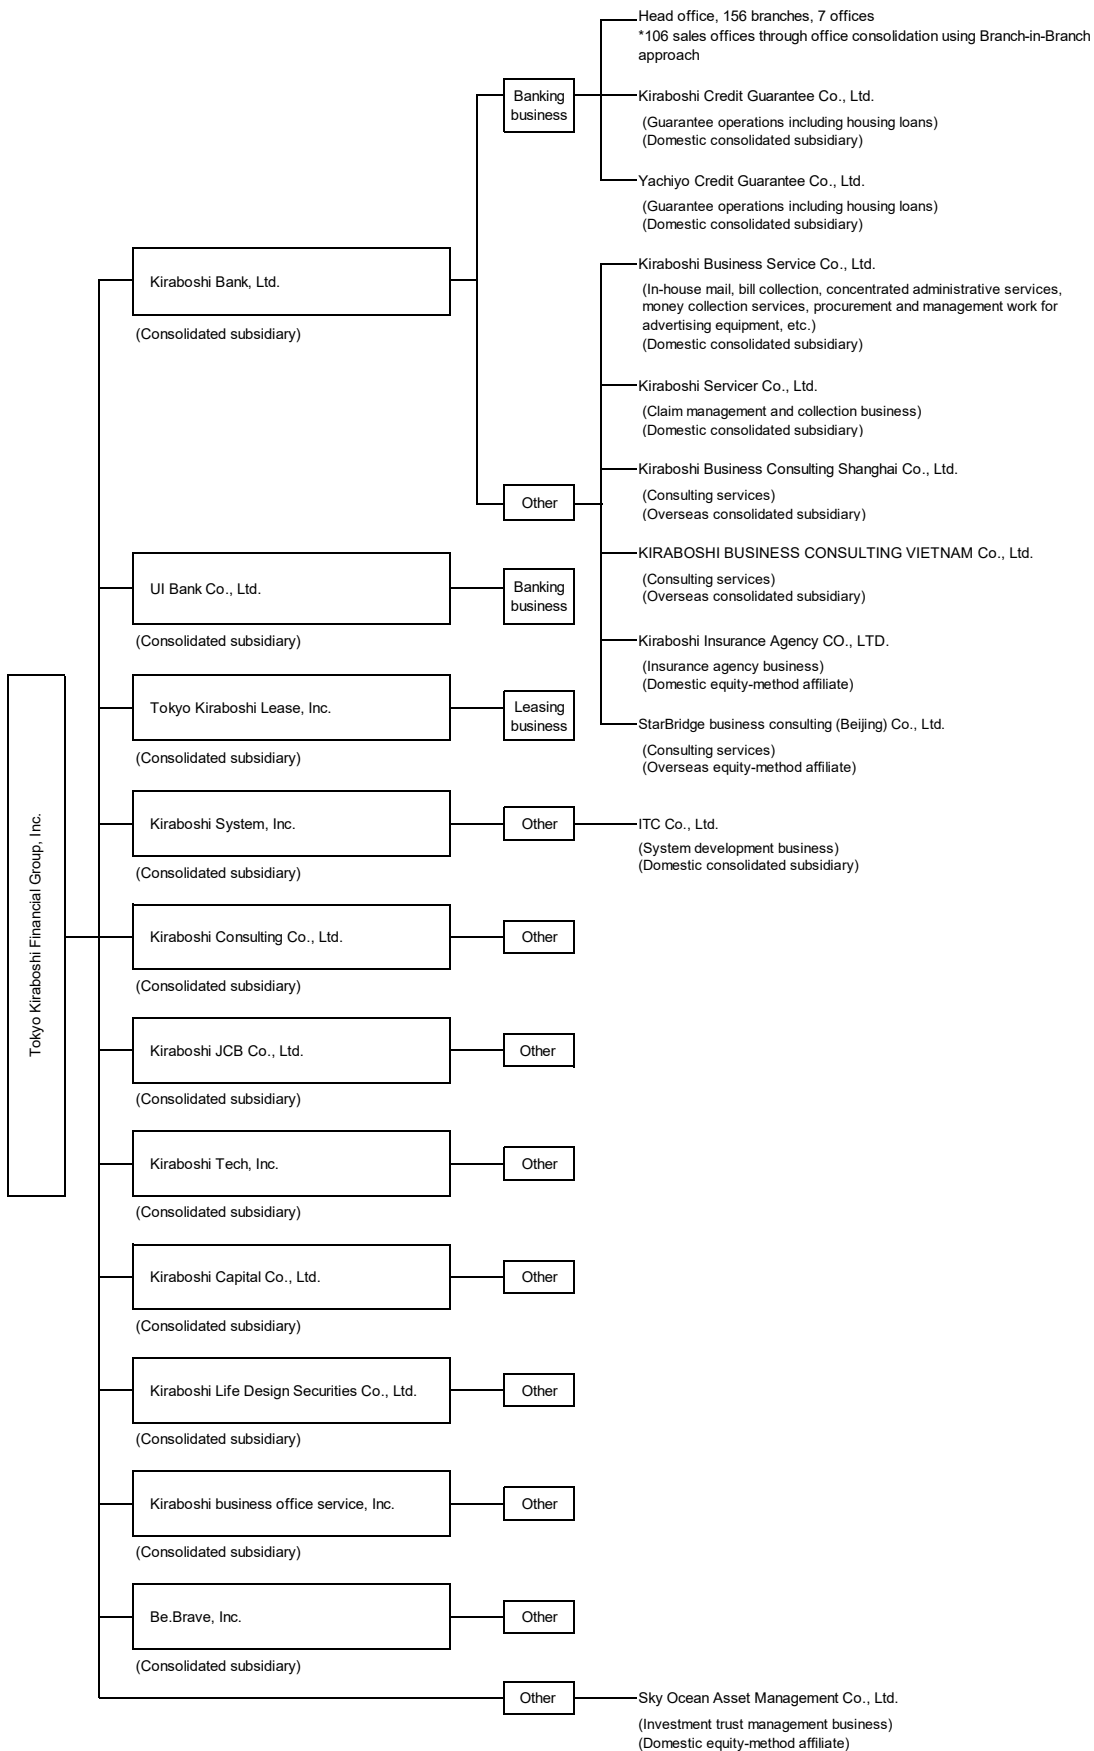 Head office, 156 branches, 7 offices
*106 sales offices through office consolidation using Branch-in-Branch
approach
Banking
business
Kiraboshi Credit Guarantee Co., Ltd.
(Guarantee operations including housing loans)
(Domestic consolidated subsidiary)
Yachiyo Credit Guarantee Co., Ltd.
(Guarantee operations including housing loans)
(Domestic consolidated subsidiary)
Kiraboshi Bank, Ltd.
(Consolidated subsidiary)
Kiraboshi Business Service Co., Ltd.
(In-house mail, bill collection, concentrated administrative services,
money collection services, procurement and management work for
advertising equipment, etc.)
(Domestic consolidated subsidiary)
Kiraboshi Servicer Co., Ltd.
(Claim management and collection business)
(Domestic consolidated subsidiary)
Kiraboshi Business Consulting Shanghai Co., Ltd.
(Consulting services)
(Overseas consolidated subsidiary)
Other
KIRABOSHI BUSINESS CONSULTING VIETNAM Co., Ltd.
(Consulting services)
(Overseas consolidated subsidiary)
UI Bank Co., Ltd.
(Consolidated subsidiary)
Banking
business
Kiraboshi Insurance Agency CO., LTD.
(Insurance agency business)
(Domestic equity-method affiliate)
Tokyo Kiraboshi Lease, Inc.
(Consolidated subsidiary)
Leasing
business
StarBridge business consulting (Beijing) Co., Ltd.
(Consulting services)
(Overseas equity-method affiliate)
Tokyo Kiraboshi Financial Group, Inc.
Kiraboshi System, Inc.
(Consolidated subsidiary)
Other
ITC Co., Ltd.
(System development business)
(Domestic consolidated subsidiary)
Kiraboshi Consulting Co., Ltd.
(Consolidated subsidiary)
Other
Kiraboshi JCB Co., Ltd.
(Consolidated subsidiary)
Other
Kiraboshi Tech, Inc.
(Consolidated subsidiary)
Other
Kiraboshi Capital Co., Ltd.
(Consolidated subsidiary)
Other
Kiraboshi Life Design Securities Co., Ltd.
(Consolidated subsidiary)
Other
Kiraboshi business office service, Inc.
(Consolidated subsidiary)
Other
Be.Brave, Inc.
(Consolidated subsidiary)
Other
Other
Sky Ocean Asset Management Co., Ltd.
(Investment trust management business)
(Domestic equity-method affiliate)